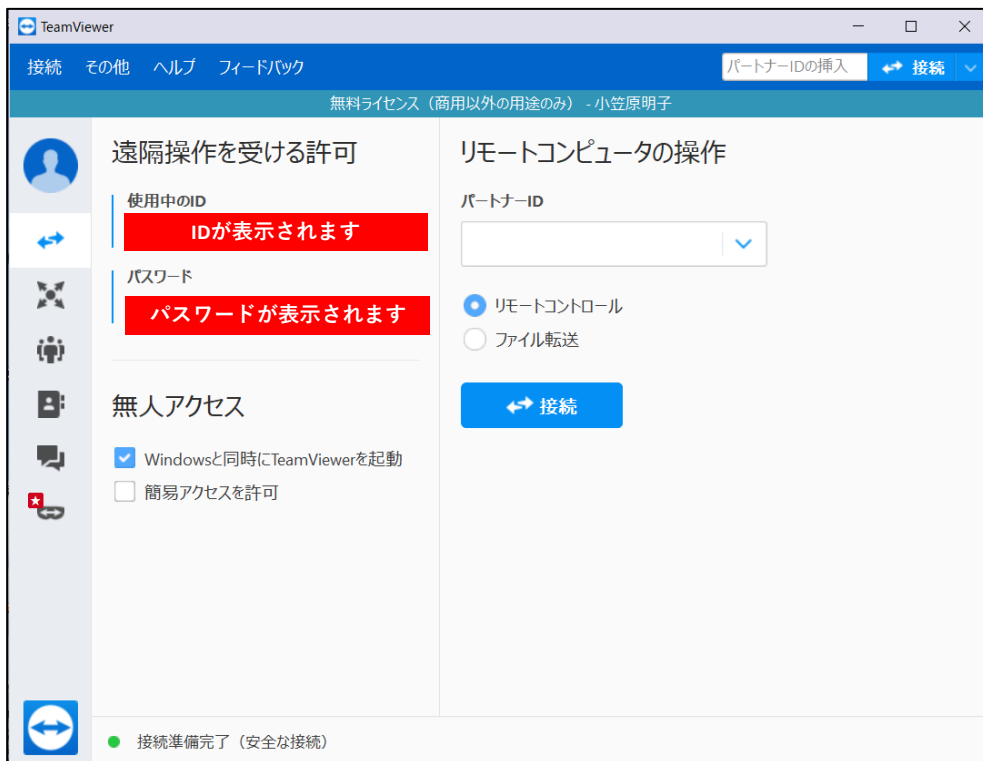 TeamViewer
接続 その他 ヘルプ フィードバック
パートナーIDの挿入 接続
無料ライセンス（商用以外の用途のみ） - 小笠原明子
遠隔操作を受ける許可
使用中のID
IDが表示されます
パスワード
パスワードが表示されます
無人アクセス
Windowsと同時にTeamViewerを起動
簡易アクセスを許可
リモートコンピュータの操作
パートナーID
リモートコントロール
ファイル転送
接続
接続準備完了（安全な接続）